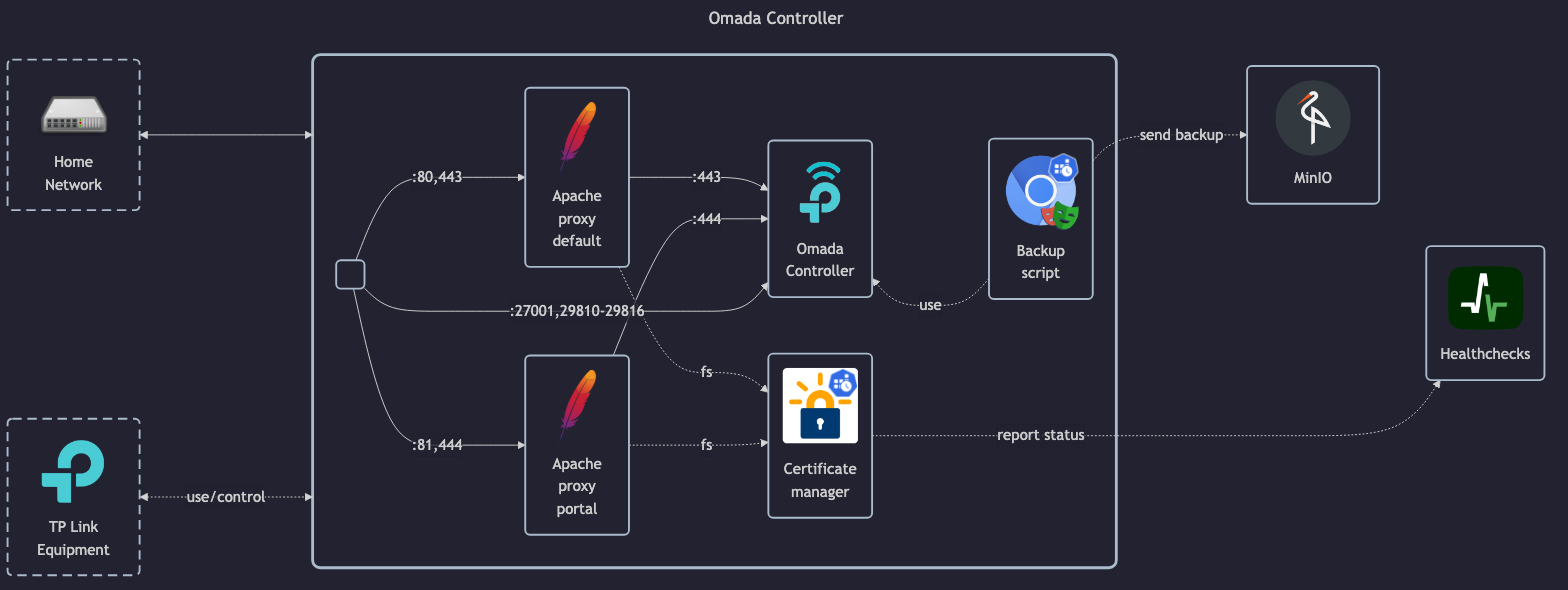 Omada Controller
Home
Network
:80,443
Apache
proxy
default
:443
:444
Omada
Controller
Backup
script
send backup
MinIO
use
:27001,29810-29816
Healthchecks
fs
:81,444
Apache
proxy
portal
fs
Certificate
manager
report status
use/control
TP Link
Equipment